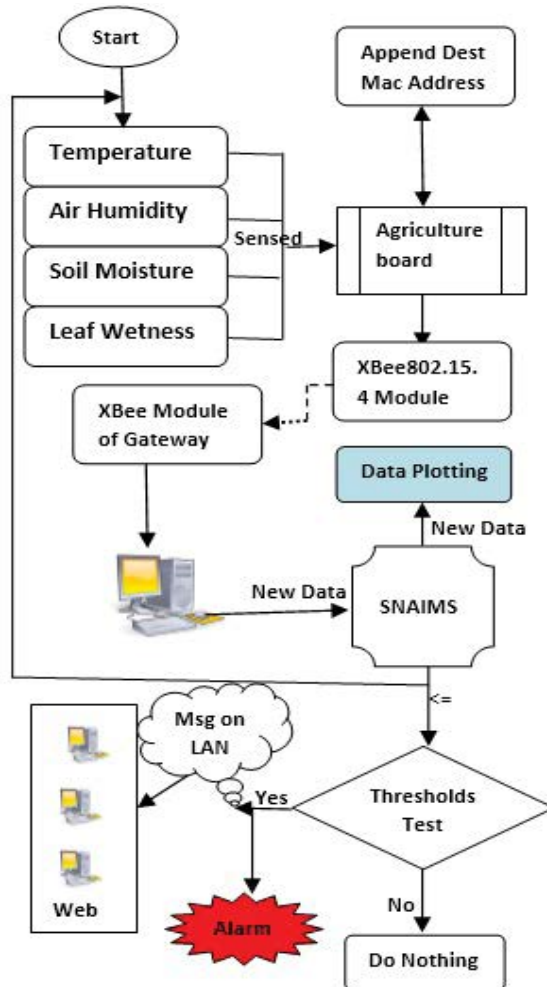 Start
Append Dest
Mac Address
Temperature
Air Humidity
Soil Moisture
Leaf Wetness
Sensed
Agriculture
board
XBee802.15.
4 Module
XBee Module
of Gateway
Data Plotting
New Data
New Data
SNAIMS
<=
Msg on
LAN
Yes
Thresholds
Test
Web
Alarm
No
Do Nothing